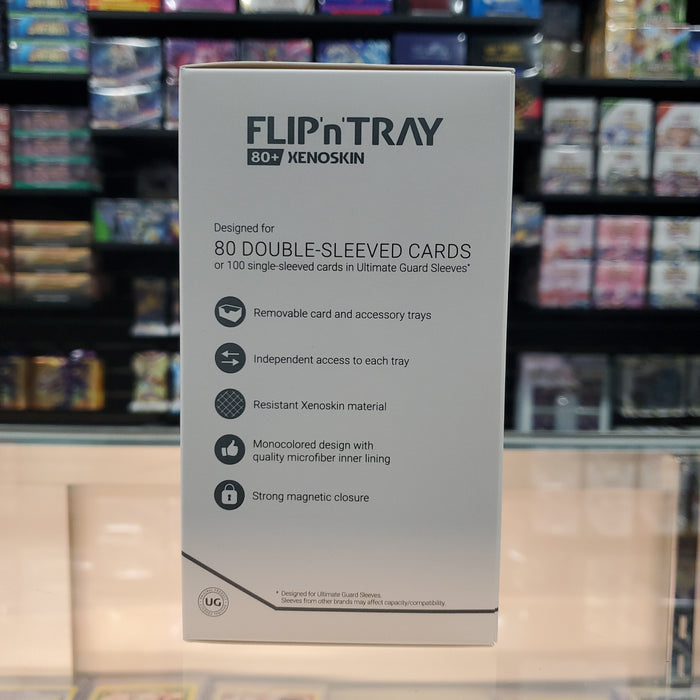 FLIP'n'TRAY
80+ XENOSKIN
Designed for
80 DOUBLE-SLEEVED CARDS
or 100 single-sleeved cards in Ultimate Guard Sleeves*
Removable card and accessory trays
Independent access to each tray
Resistant Xenoskin material
Monocolored design with
quality microfiber inner lining
Strong magnetic closure
* Designed for Ultimate Guard Sleeves.
Sleeves from other brands may affect capacity/compatibility.
UG